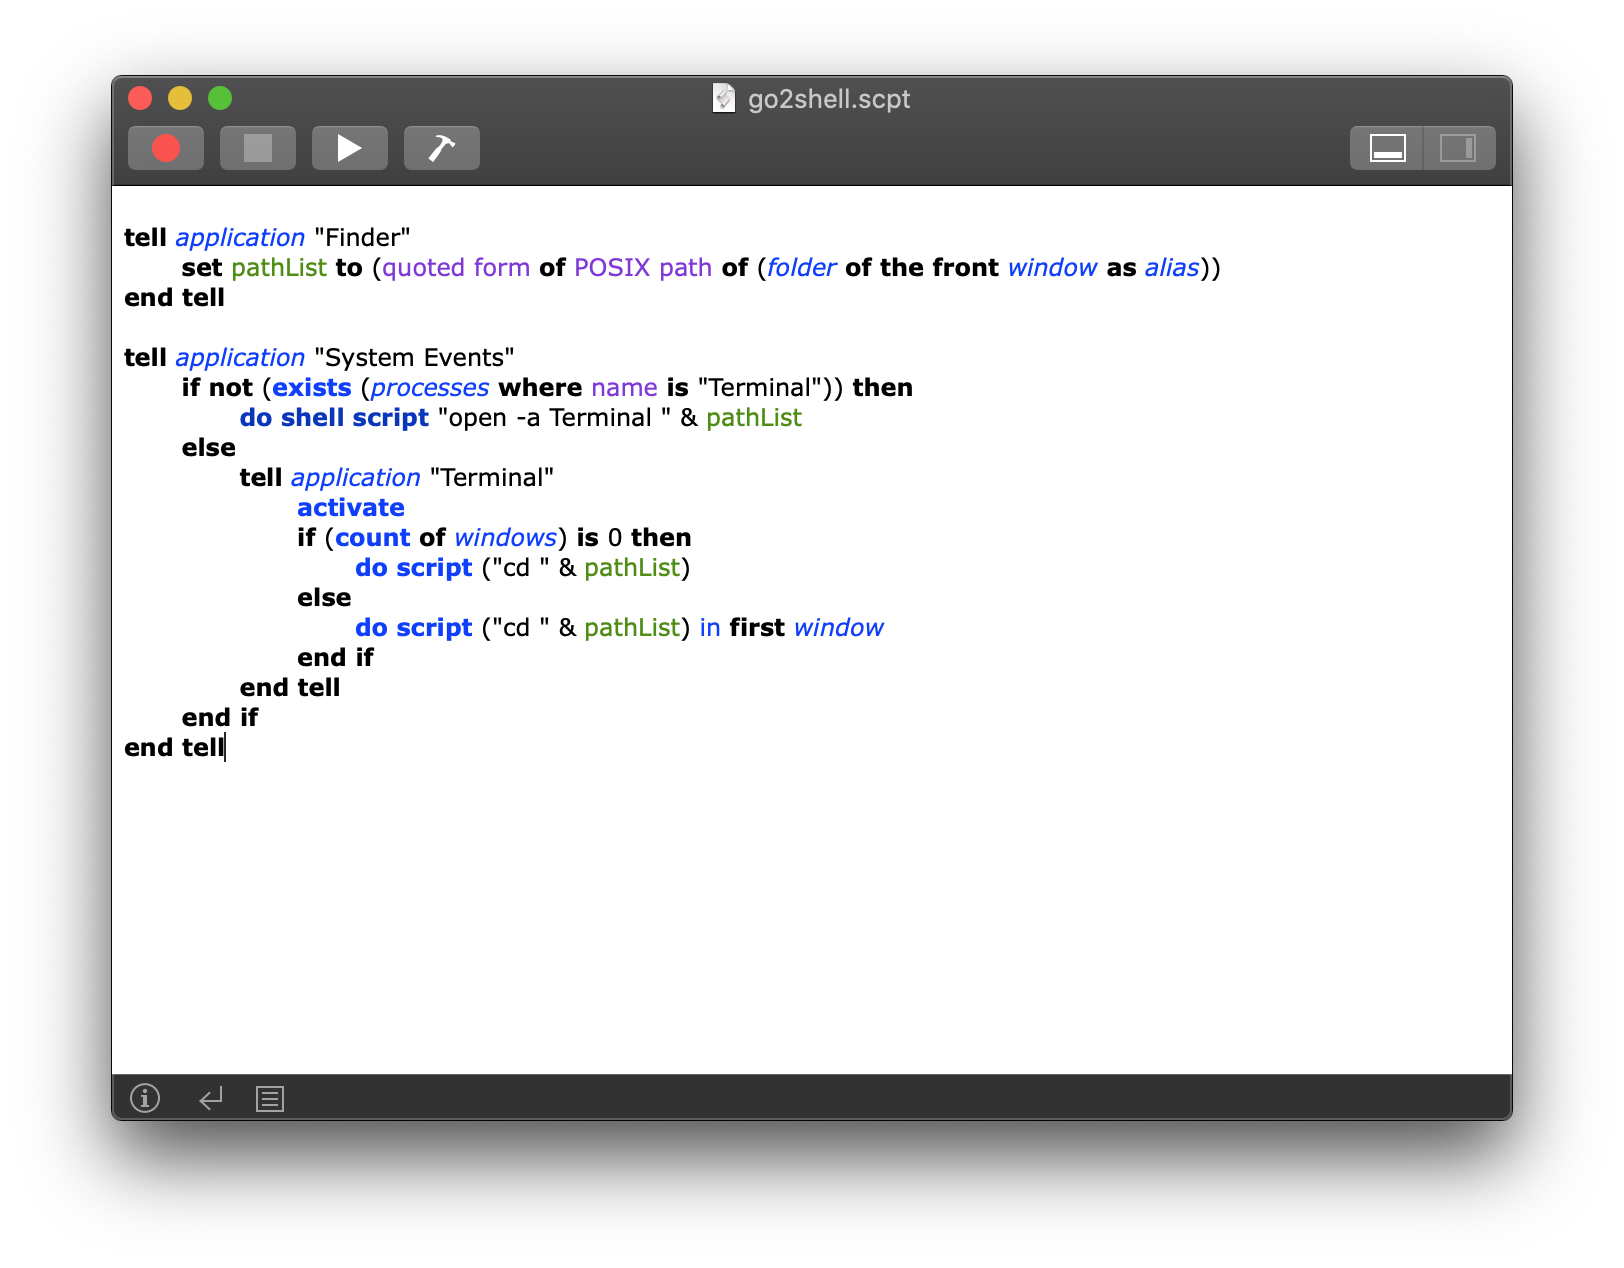 go2shell.scpt
tell application "Finder"
set pathList to (quoted form of POSIX path of (folder of the front window as alias))
end tell
tell application "System Events"
if not (exists (processes where name is "Terminal")) then
do shell script "open -a Terminal " & pathList
else
tell application "Terminal"
activate
if (count of windows) is 0 then
do script ("cd " & pathList)
else
do script ("cd " & pathList) in first window
end if
end tell
end if
end tell